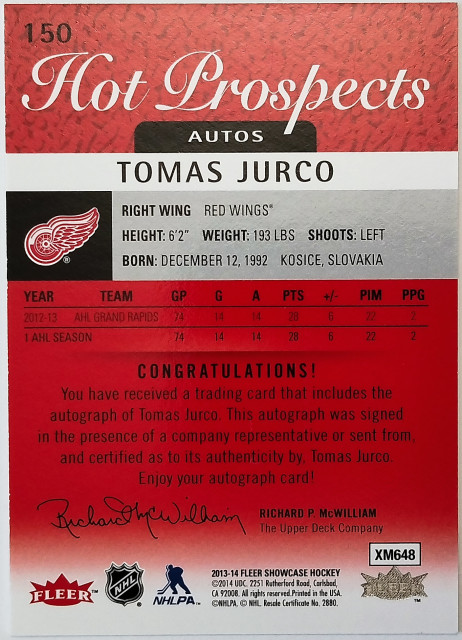 150
Hot Prospects
AUTOS
TOMAS JURCO
RIGHT WING RED WINGS®
HEIGHT: 6'2" WEIGHT: 193 LBS SHOOTS: LEFT
BORN: DECEMBER 12, 1992 KOSICE, SLOVAKIA
YEAR TEAM GP G A PTS +/- PIM PPG
2012-13 AHL GRAND RAPIDS 74 14 14 28 6 22 2
1 AHL SEASON 74 14 14 28 6 22 2
CONGRATULATIONS!
You have received a trading card that includes the
autograph of Tomas Jurco. This autograph was signed
in the presence of a company representative or sent from,
and certified as to its authenticity by, Tomas Jurco.
Enjoy your autograph card!
Richard P. McWilliam
RICHARD P. McWILLIAM
The Upper Deck Company
XM648
FLEER
NHL
NHLPA
2013-14 FLEER SHOWCASE HOCKEY
©2014 UDC. 2251 Rutherford Road, Carlsbad,
CA 92008. All rights reserved. Printed in the USA.
©NHLPA. © NHL. Resale Certificate No. 2880.
FLEER